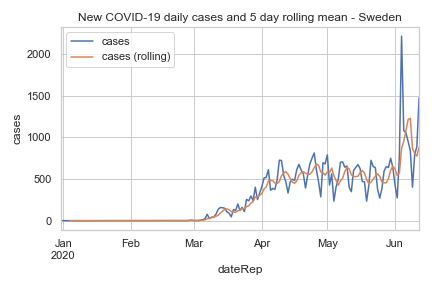 New COVID-19 daily cases and 5 day rolling mean - Sweden
cases
cases (rolling)
2000
1500
1000
500
0
cases
Jan
2020
Feb
Mar
Apr
May
Jun
dateRep